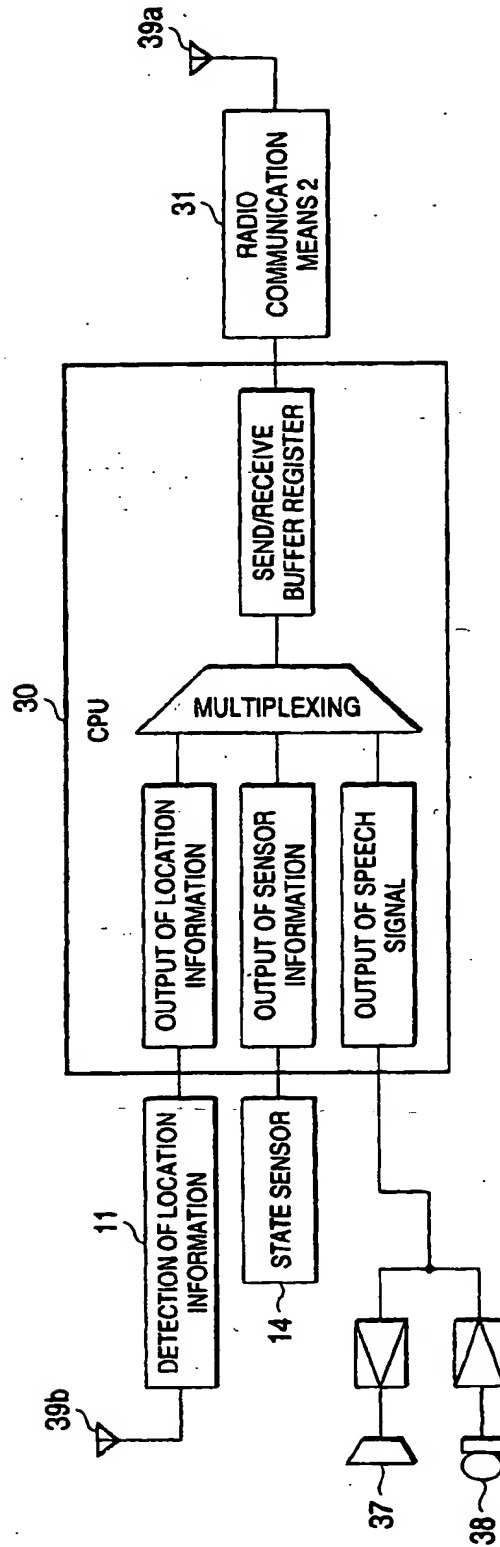 39b
11
DETECTION OF LOCATION
INFORMATION
STATE SENSOR
14
37
38
30
CPU
OUTPUT OF LOCATION
INFORMATION
OUTPUT OF SENSOR
INFORMATION
OUTPUT OF SPEECH
SIGNAL
MULTIPLEXING
SEND/RECEIVE
BUFFER REGISTER
31
RADIO
COMMUNICATION
MEANS 2
39a